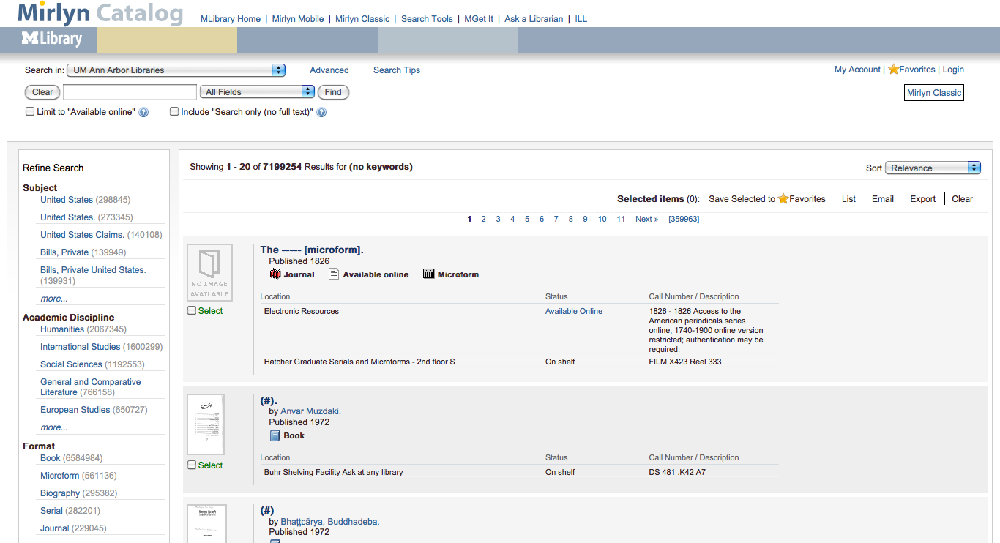 Mirlyn Catalog
MLibrary Home | Mirlyn Mobile | Mirlyn Classic | Search Tools | MGet It | Ask a Librarian | ILL
MLibrary
Search in: UM Ann Arbor Libraries Advanced Search Tips
My Account | Favorites | Login
Clear All Fields Find
Mirlyn Classic
Limit to "Available online" ? Include "Search only (no full text)" ?
Refine Search
Subject
United States (298845)
United States. (273345)
United States Claims. (140108)
Bills, Private (139949)
Bills, Private United States.
(139931)
more...
Academic Discipline
Humanities (2067345)
International Studies (1600299)
Social Sciences (1192553)
General and Comparative
Literature (766158)
European Studies (650727)
more...
Format
Book (6584984)
Microform (561136)
Biography (295382)
Serial (282201)
Journal (229045)
Showing 1 - 20 of 7199254 Results for (no keywords)
Sort Relevance
Selected items (0): Save Selected to Favorites | List | Email | Export | Clear
1 2 3 4 5 6 7 8 9 10 11 Next » [359963]
NO IMAGE
AVAILABLE
Select
The ----- [microform].
Published 1826
Journal Available online Microform
Location Status Call Number / Description
Electronic Resources Available Online 1826 - 1826 Access to the
American periodicals series
online, 1740-1900 online version
restricted; authentication may be
required:
Hatcher Graduate Serials and Microforms - 2nd floor S On shelf FILM X423 Reel 333
Select
(#).
by Anvar Muzdaki.
Published 1972
Book
Location Status Call Number / Description
Buhr Shelving Facility Ask at any library On shelf DS 481 .K42 A7
(#)
by Bhaṭṭcārya, Buddhadeba.
Published 1972